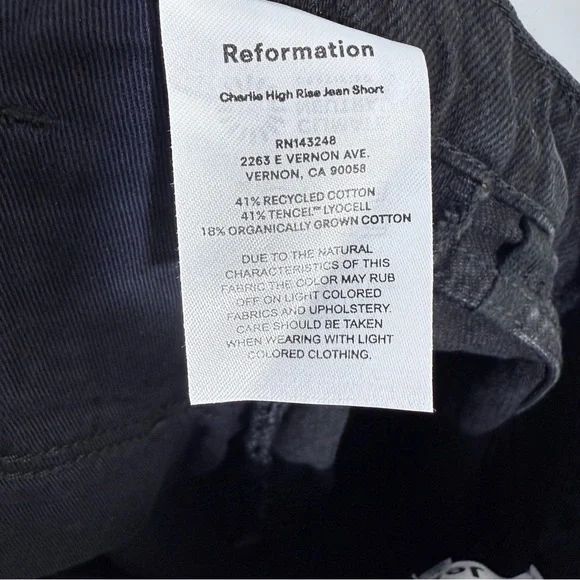 Reformation
Charlie High Rise Jean Short
RN143248
2263 E VERNON AVE.
VERNON, CA 90058
41% RECYCLED COTTON
41% TENCEL™ LYOCELL
18% ORGANICALLY GROWN COTTON
DUE TO THE NATURAL
CHARACTERISTICS OF THIS
FABRIC THE COLOR MAY RUB
OFF ON LIGHT COLORED
FABRICS AND UPHOLSTERY.
CARE SHOULD BE TAKEN
WHEN WEARING WITH LIGHT
COLORED CLOTHING.